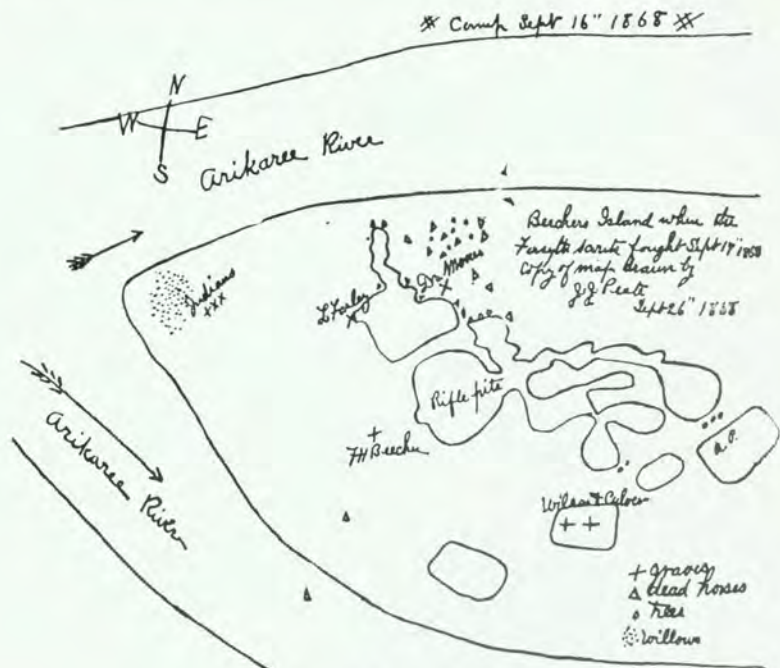 Camp Sept 16" 1868
N
W E
S
Arikaree River
Beechers Island where the
Forsyth scouts fought Sept 17" 1868
Copy of map drawn by
J J Peate
Sept 26" 1868
Indians
Dr Mooers
L Farley
Rifle pits
FH Beecher
Wilson & Culver
Arikaree River
graves
dead horses
trees
willows